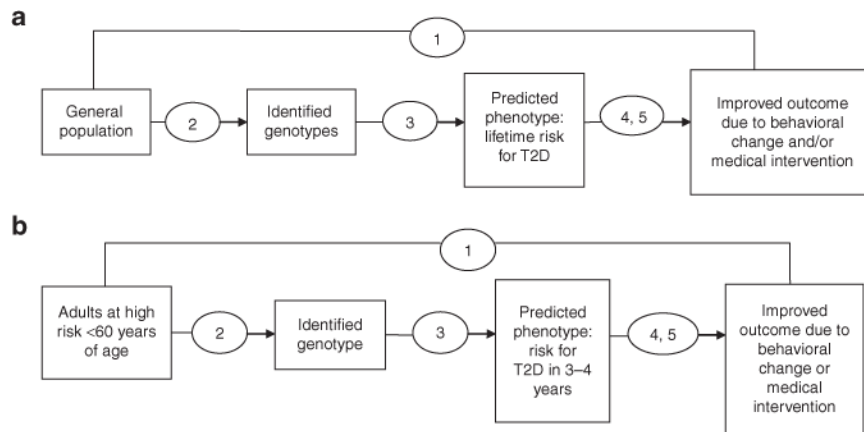 a
1
General
population
2
Identified
genotypes
3
Predicted
phenotype:
lifetime risk
for T2D
4, 5
Improved outcome
due to behavioral
change and/or
medical intervention
b
1
Adults at high
risk <60 years
of age
2
Identified
genotype
3
Predicted
phenotype:
risk for
T2D in 3–4
years
4, 5
Improved
outcome due to
behavioral
change or
medical
intervention